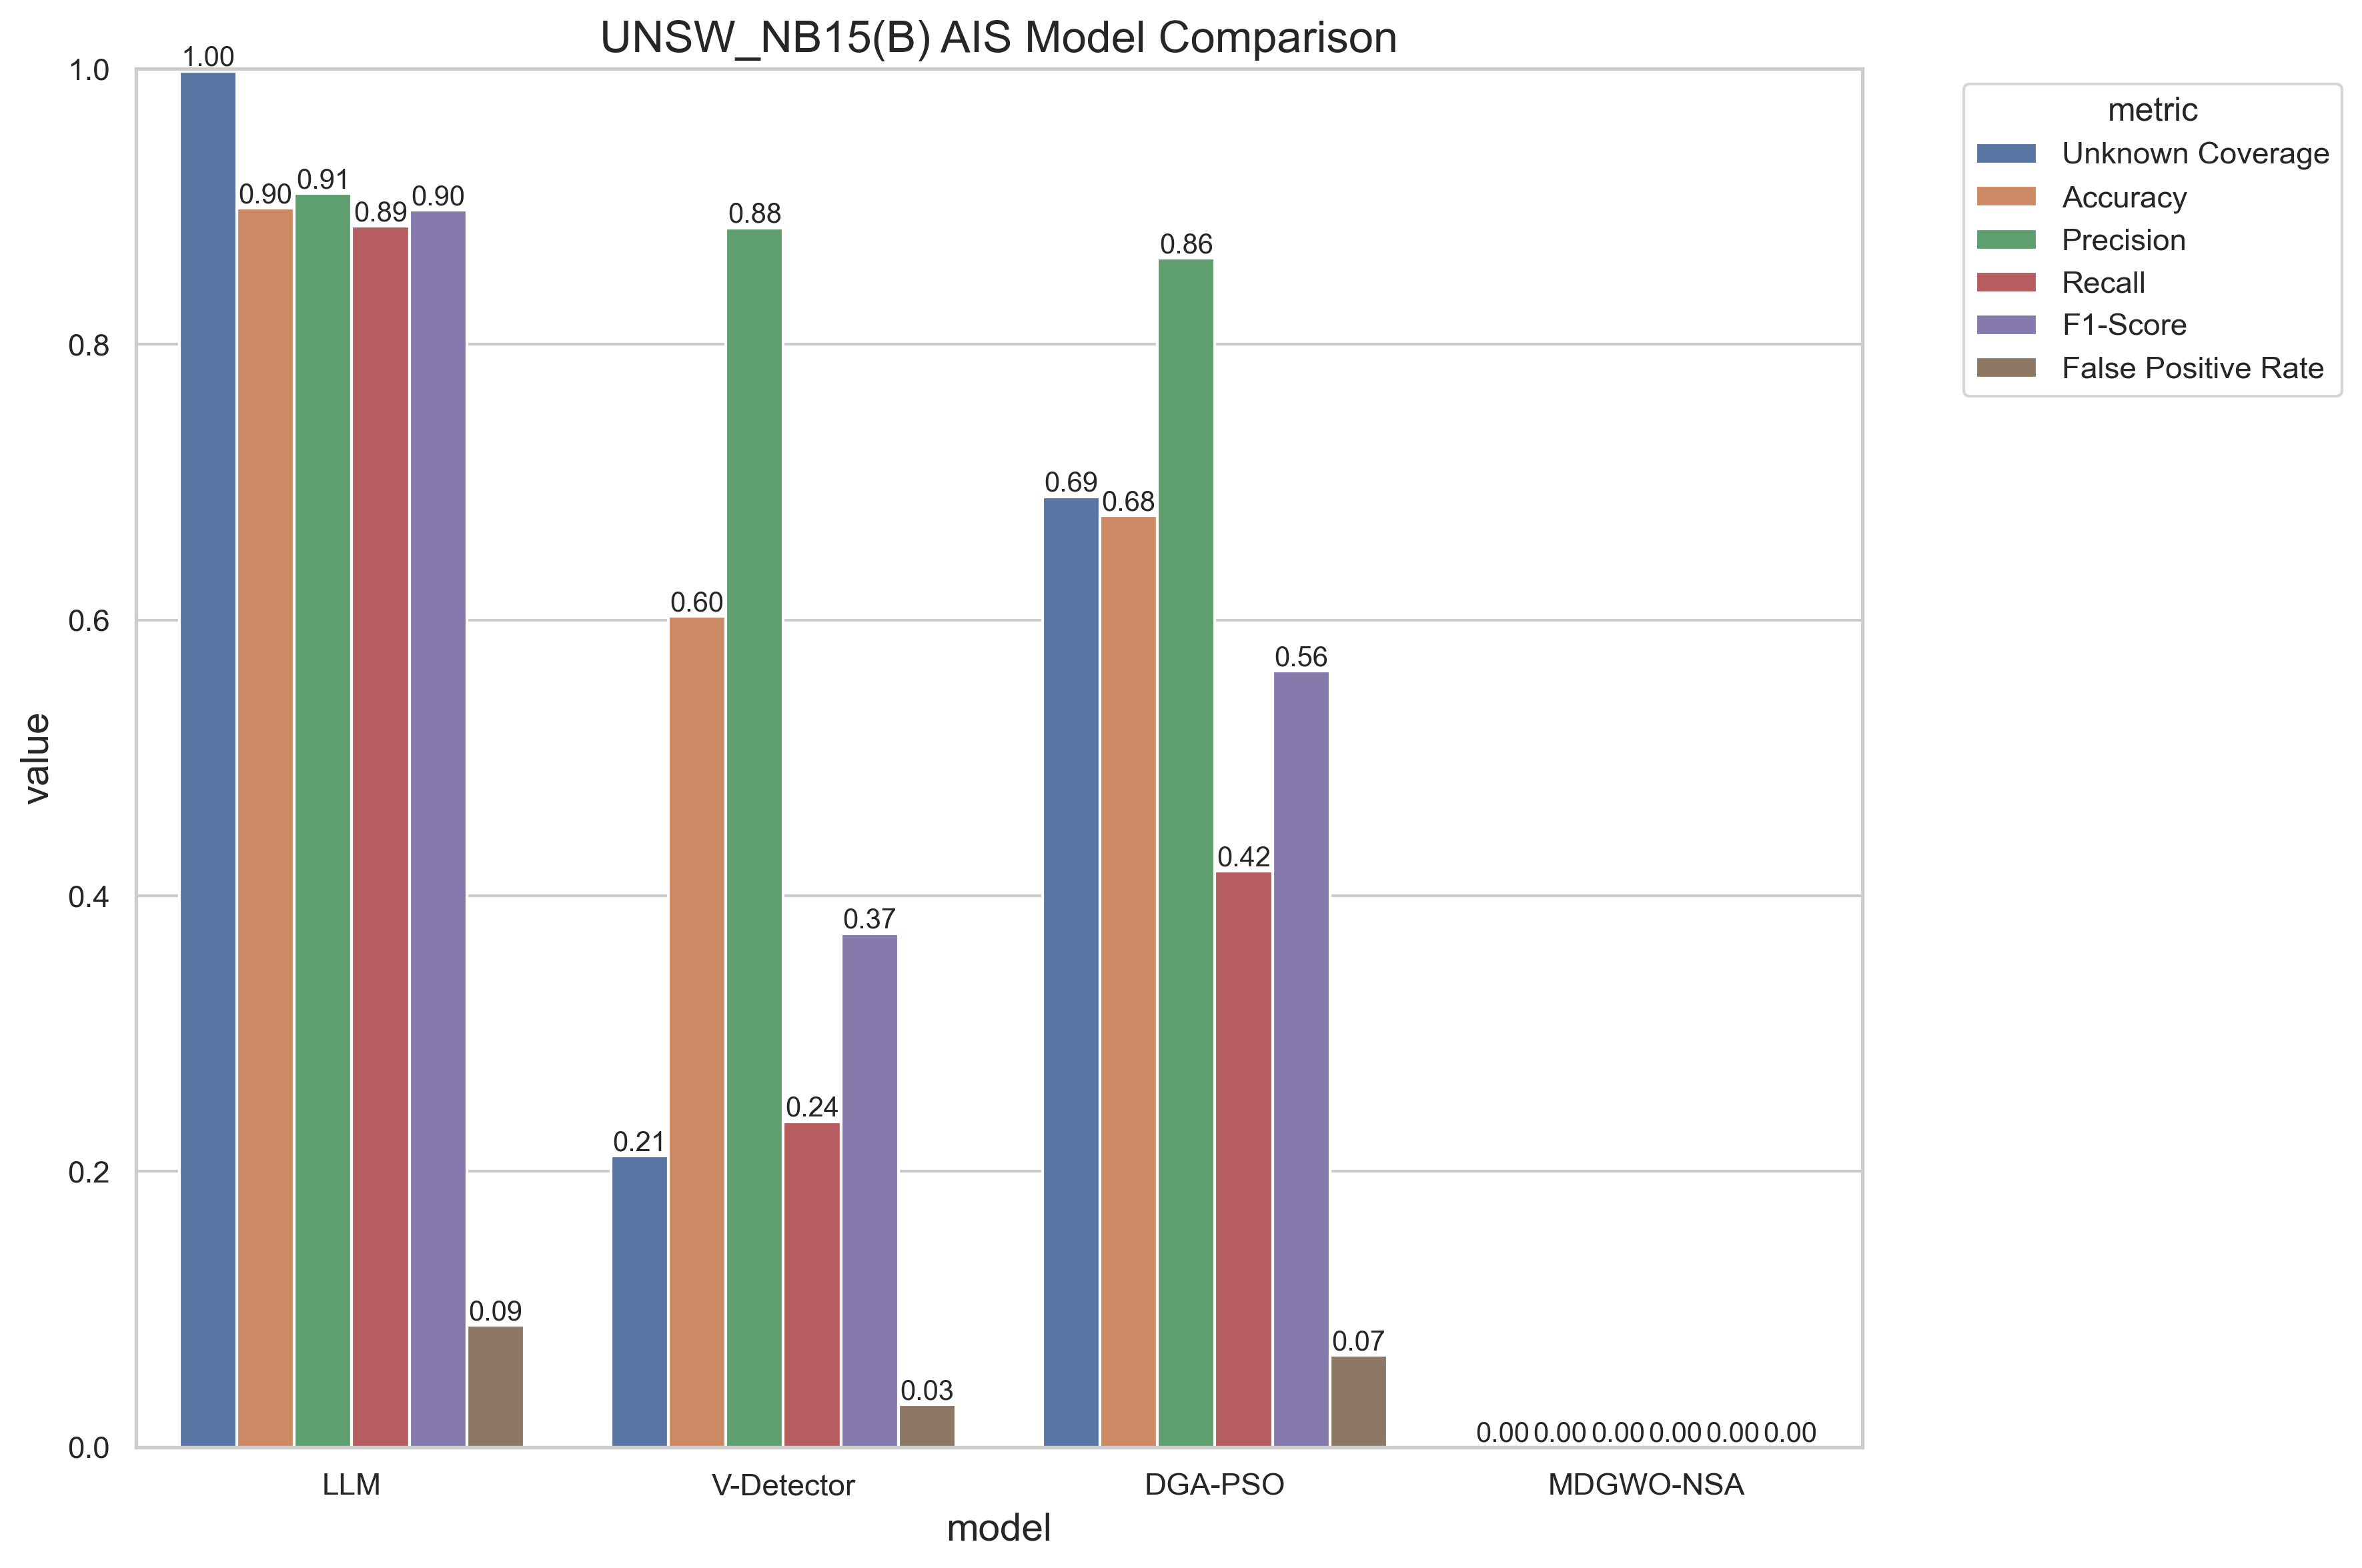 UNSW_NB15(B) AIS Model Comparison
1.0
0.8
0.6
0.4
0.2
0.0
value
1.00
0.90
0.91
0.89
0.90
0.09
0.21
0.60
0.88
0.24
0.37
0.03
0.69
0.68
0.86
0.42
0.56
0.07
0.00 0.00 0.00 0.00 0.00 0.00
LLM
V-Detector
DGA-PSO
MDGWO-NSA
model
metric
Unknown Coverage
Accuracy
Precision
Recall
F1-Score
False Positive Rate